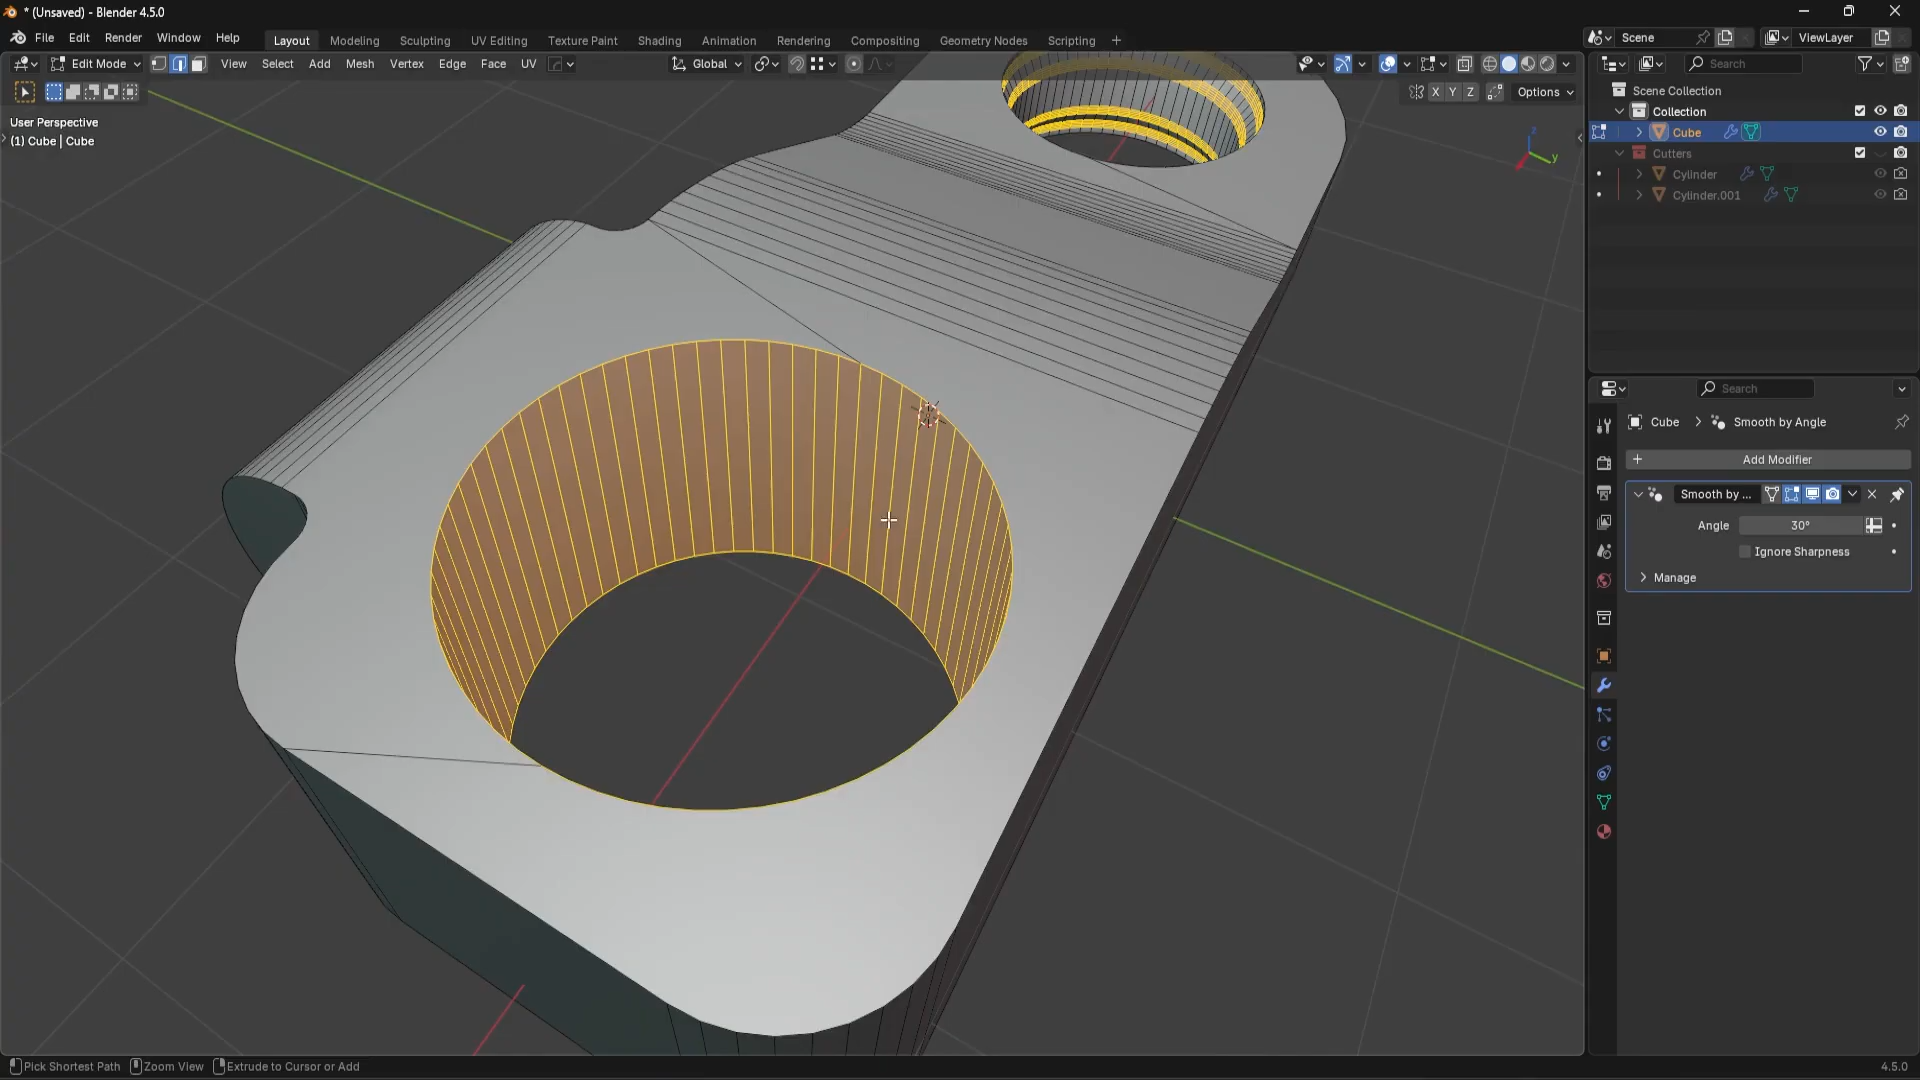 * (Unsaved) - Blender 4.5.0
File Edit Render Window Help Layout Modeling Sculpting UV Editing Texture Paint Shading Animation Rendering Compositing Geometry Nodes Scripting + Scene ViewLayer
Edit Mode View Select Add Mesh Vertex Edge Face UV Global Search
X Y Z Options
User Perspective
(1) Cube | Cube
Z
Y
Scene Collection
Collection
Cube
Cutters
Cylinder
Cylinder.001
Search
Cube > Smooth by Angle
+ Add Modifier
Smooth by ...
Angle 30°
Ignore Sharpness
Manage
Pick Shortest Path Zoom View Extrude to Cursor or Add 4.5.0